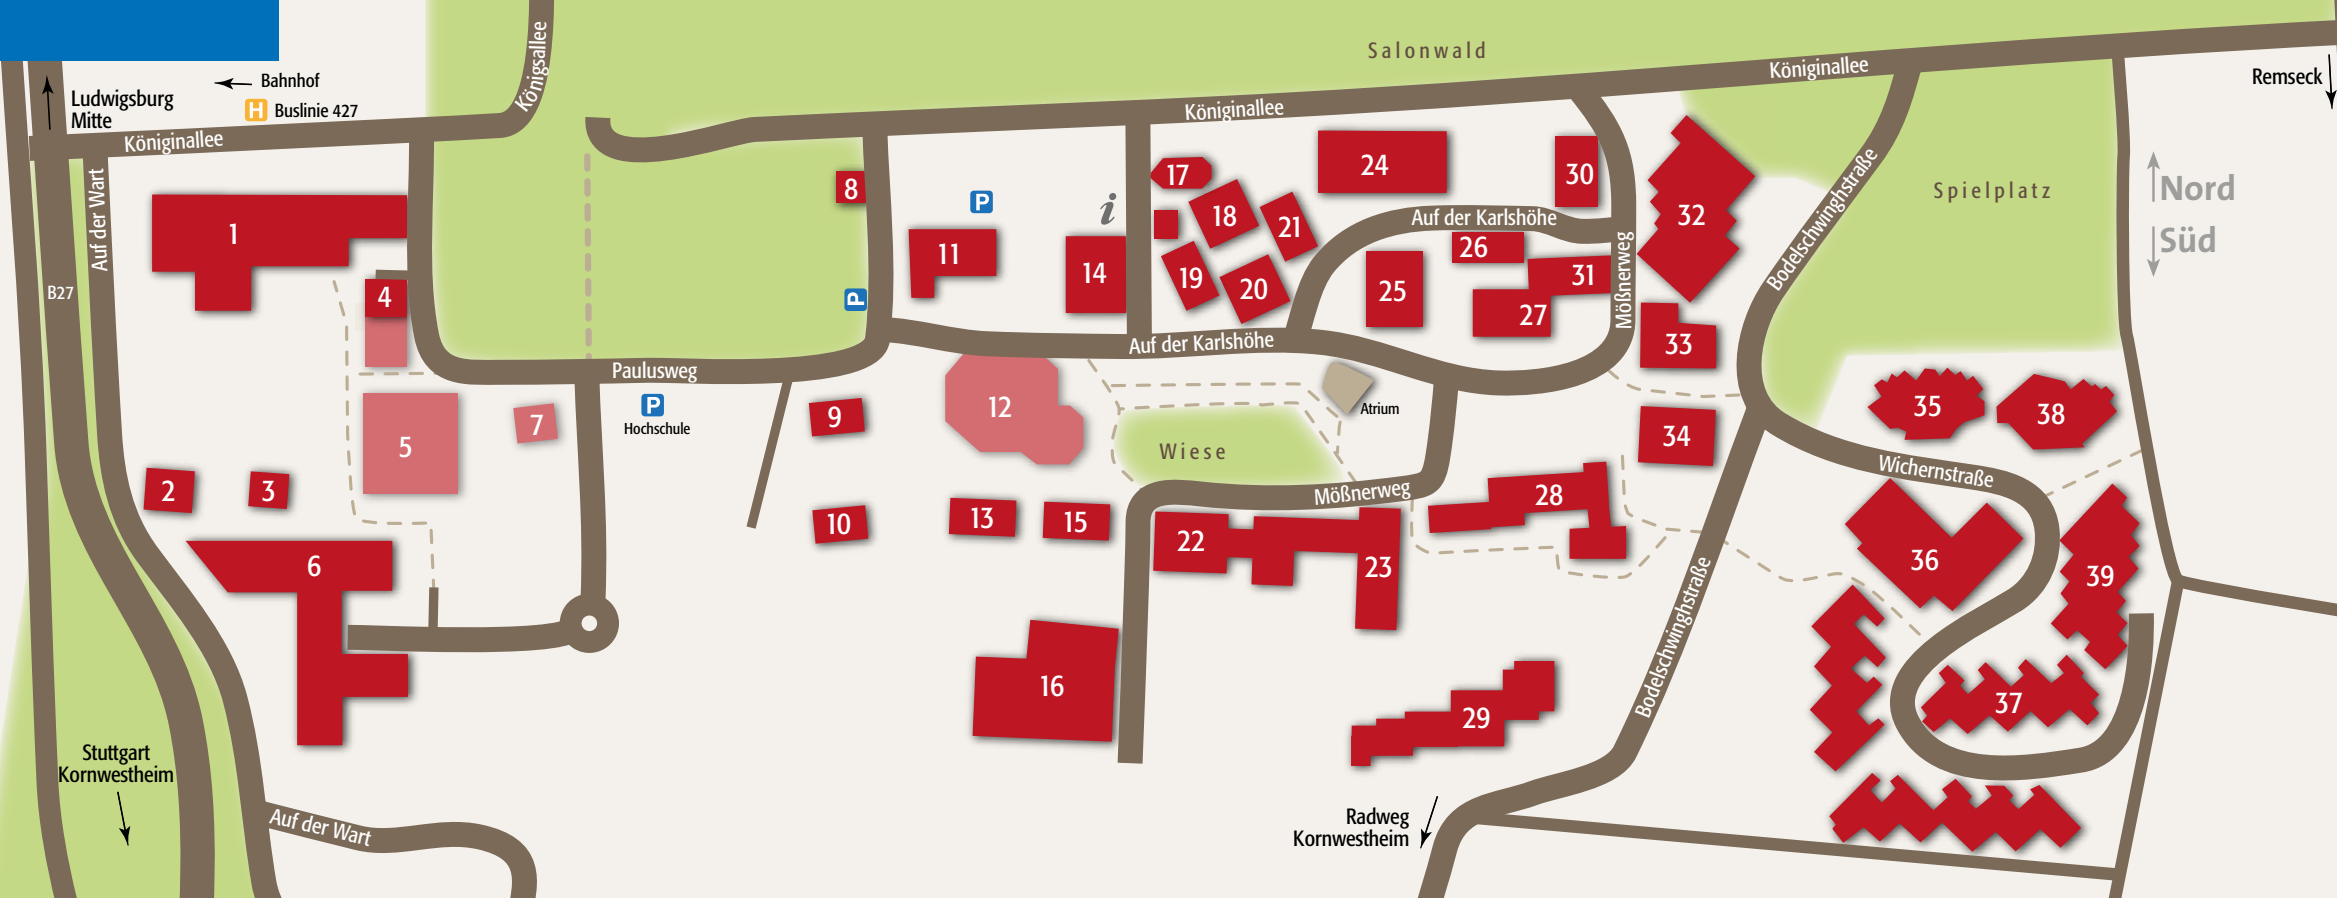 Salonwald
Königsallee
Königinallee
Remseck
Bahnhof
H Buslinie 427
Ludwigsburg
Mitte
Königinallee
Königinallee
Auf der Wart
B27
1
4
8
P
P
11
i
14
17
18
21
19
20
24
30
Auf der Karlshöhe
26
25
31
27
Mößnerweg
32
33
Bodelschwinghstraße
Spielplatz
Nord
Süd
Paulusweg
Auf der Karlshöhe
P
Hochschule
5
7
9
12
Atrium
Wiese
34
35
38
2
3
10
13
15
Mößnerweg
28
Wichernstraße
22
23
36
39
6
16
29
Bodelschwinghstraße
37
Stuttgart
Kornwestheim
Auf der Wart
Radweg
Kornwestheim